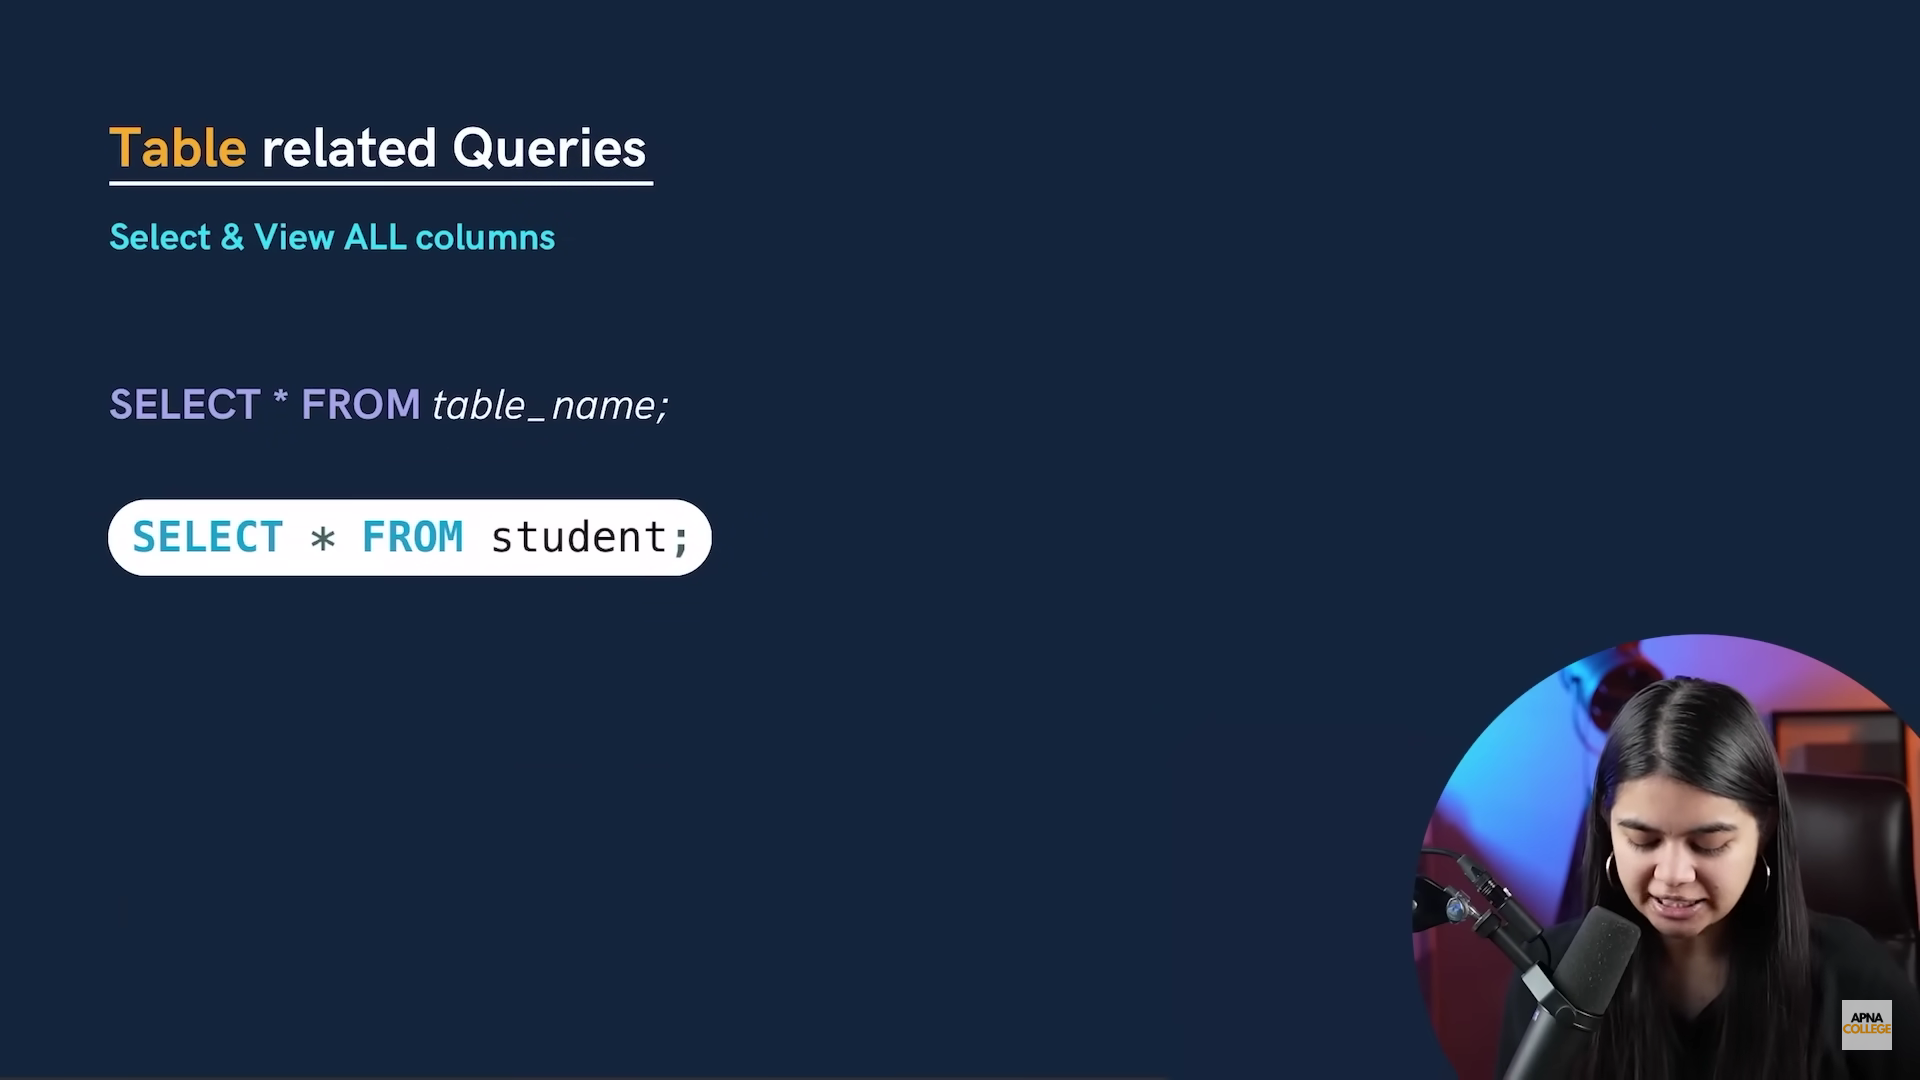 Table related Queries
Select & View ALL columns
SELECT * FROM table_name;
SELECT * FROM student;
APNA
COLLEGE